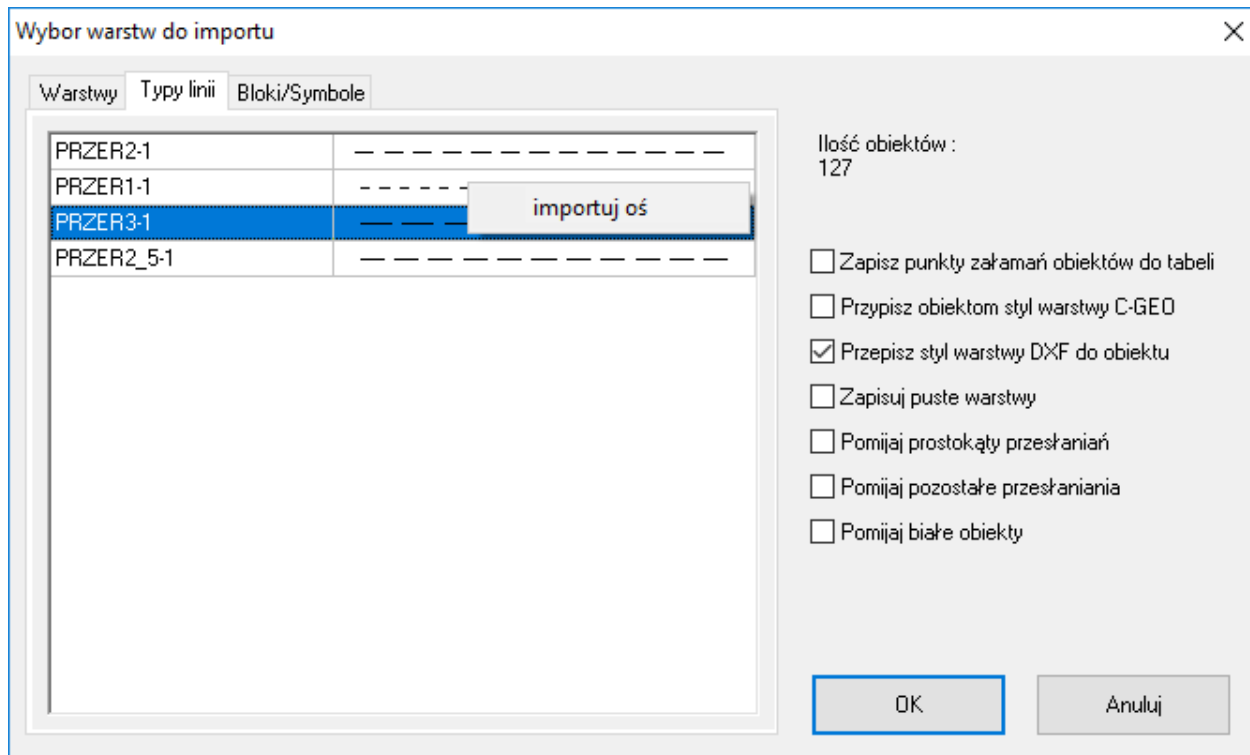 Wybor warstw do importu
Warstwy Typy linii Bloki/Symbole
PRZER2-1
PRZER1-1
importuj oś
PRZER3-1
PRZER2_5-1
Ilość obiektów :
127
Zapisz punkty załamań obiektów do tabeli
Przypisz obiektom styl warstwy C-GEO
Przepisz styl warstwy DXF do obiektu
Zapisuj puste warstwy
Pomijaj prostokąty przesłaniań
Pomijaj pozostałe przesłaniania
Pomijaj białe obiekty
OK Anuluj